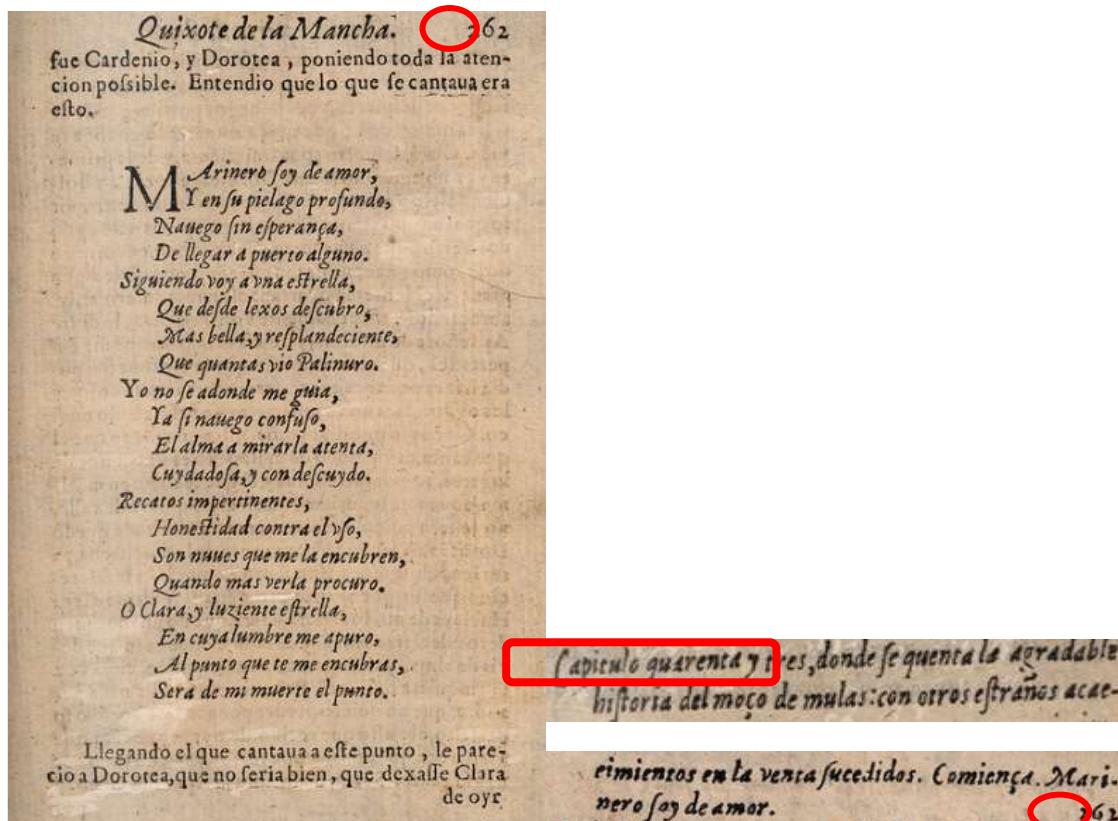 Quixote de la Mancha. 262
fue Cardenio, y Dorotea, poniendo toda la aten-
cion poſsible. Entendio que lo que ſe cantaua era
eſto.
MArinero ſoy de amor,
Y en ſu pielago profundo,
Nauego ſin eſperança,
De llegar a puerto alguno.
Siguiendo voy a vna eſtrella,
Que deſde lexos deſcubro,
Mas bella, y reſplandeciente,
Que quantas vio Palinuro.
Yo no ſe adonde me guia,
Ya ſi nauego confuſo,
El alma a mirarla atenta,
Cuydadoſa, y con deſcuydo.
Recatos impertinentes,
Honeſtidad contra el vſo,
Son nuues que me la encubren,
Quando mas verla procuro.
O Clara, y luziente eſtrella,
En cuya lumbre me apuro,
Al punto que te me encubras,
Sera de mi muerte el punto.
Llegando el que cantaua a eſte punto, le pare-
cio a Dorotea, que no ſeria bien, que dexaſſe Clara
de oyr
Capitulo quarenta y tres, donde ſe quenta la agradable
hiſtoria del moço de mulas: con otros eſtraños acae-
cimientos en la venta ſucedidos. Comiença. Mari-
nero ſoy de amor. 262